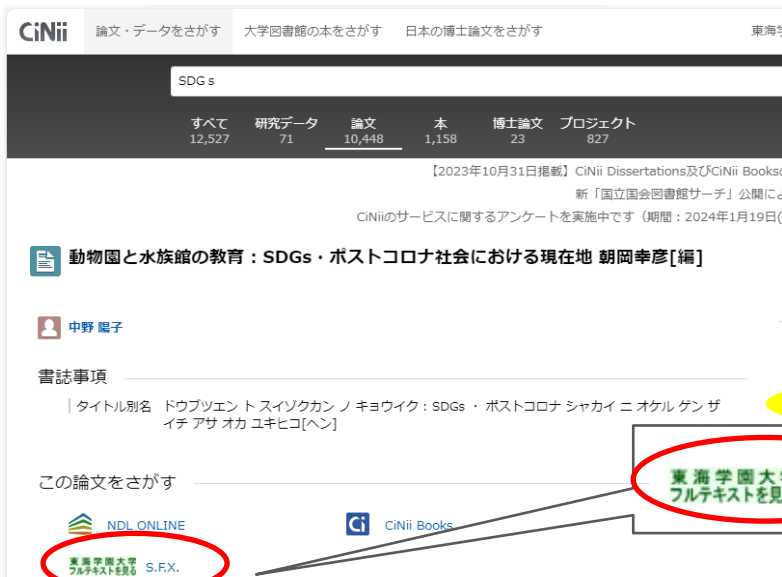 CiNii 論文・データをさがす 大学図書館の本をさがす 日本の博士論文をさがす 東海学
SDGs
すべて 研究データ 論文 本 博士論文 プロジェクト
12,527 71 10,448 1,158 23 827
【2023年10月31日掲載】CiNii Dissertations及びCiNii Books
新「国立国会図書館サーチ」公開によ
CiNiiのサービスに関するアンケートを実施中です（期間：2024年1月19日(
動物園と水族館の教育 : SDGs・ポストコロナ社会における現在地 朝岡幸彦[編]
中野 陽子
書誌事項
タイトル別名 ドウブツエン ト スイゾクカン ノ キョウイク : SDGs ・ ポストコロナ シャカイ ニ オケル ゲン ザ
イチ アサ オカ ユキヒコ[ヘン]
東海学園大学
フルテキストを見
この論文をさがす
NDL ONLINE CiNii Books
東海学園大学
フルテキストを見る S.F.X.